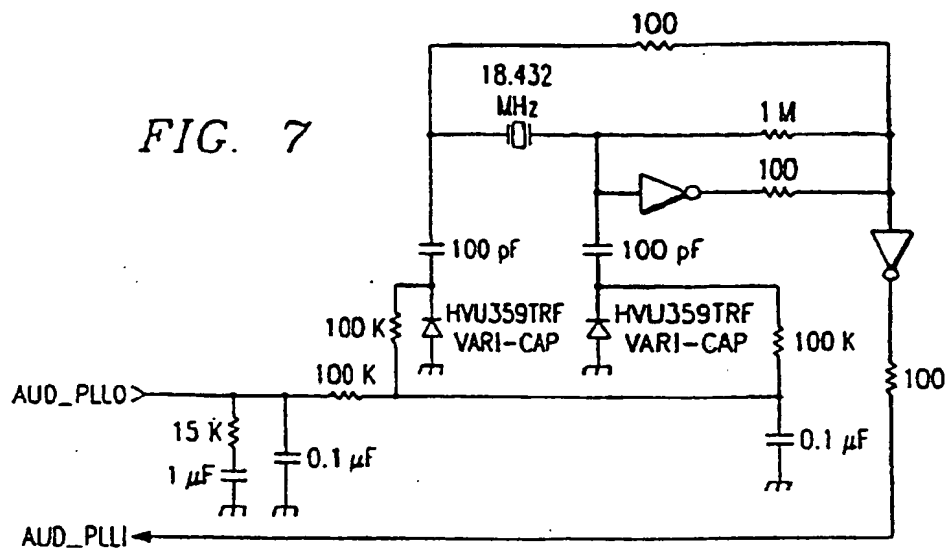 100
18.432
MHz
FIG. 7
1 M
100
100 pF
100 pF
HVU359TRF
VARI-CAP
HVU359TRF
VARI-CAP
100 K
100 K
100 K
100
AUD_PLLO
15 K
1 µF
0.1 µF
0.1 µF
AUD_PLLI